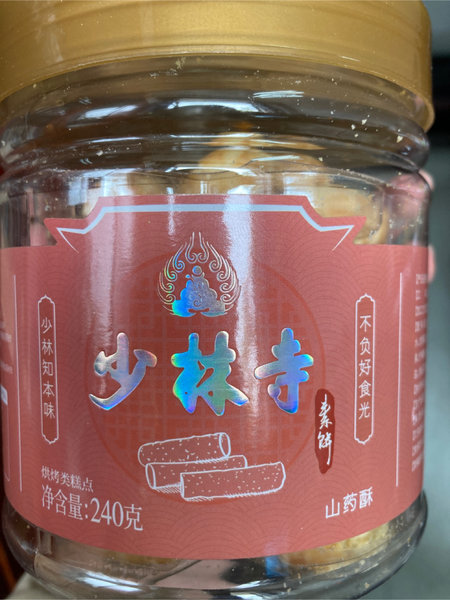 少林寺
素饼
少林知本味
不负好食光
烘烤类糕点
净含量:240克
山药酥